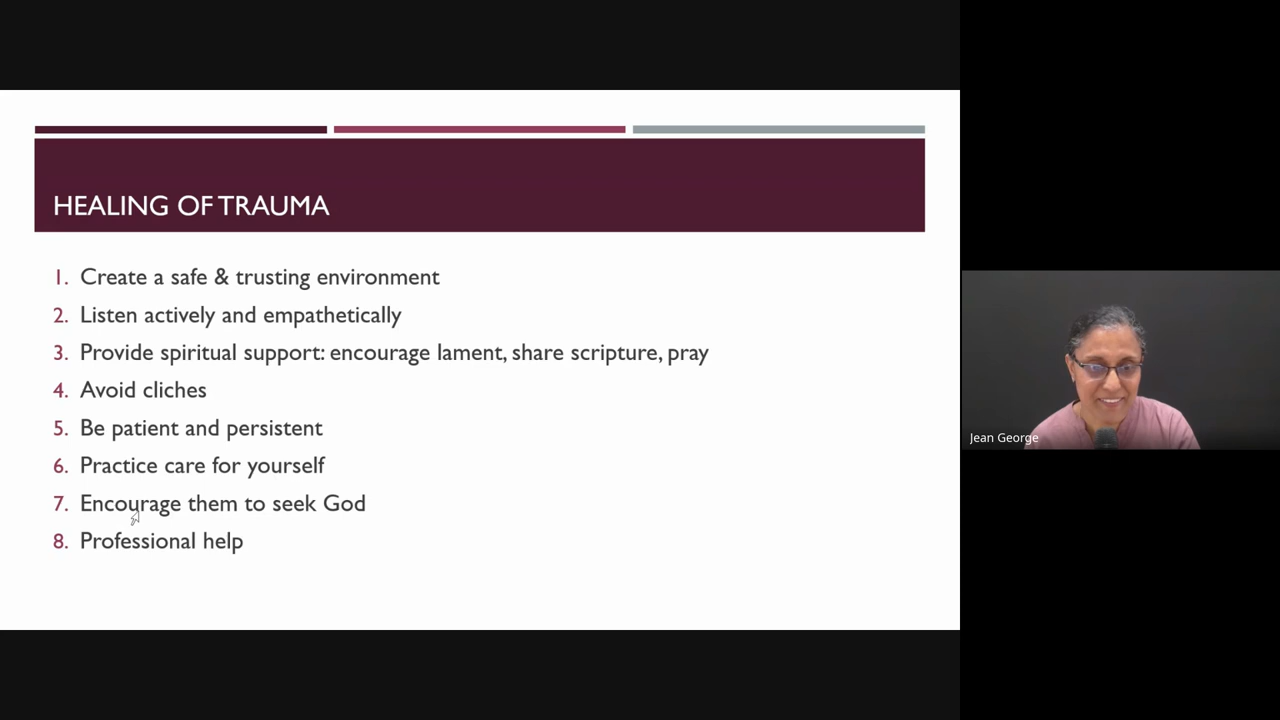 HEALING OF TRAUMA
1. Create a safe & trusting environment
2. Listen actively and empathetically
3. Provide spiritual support: encourage lament, share scripture, pray
4. Avoid cliches
5. Be patient and persistent
6. Practice care for yourself
7. Encourage them to seek God
8. Professional help
Jean George